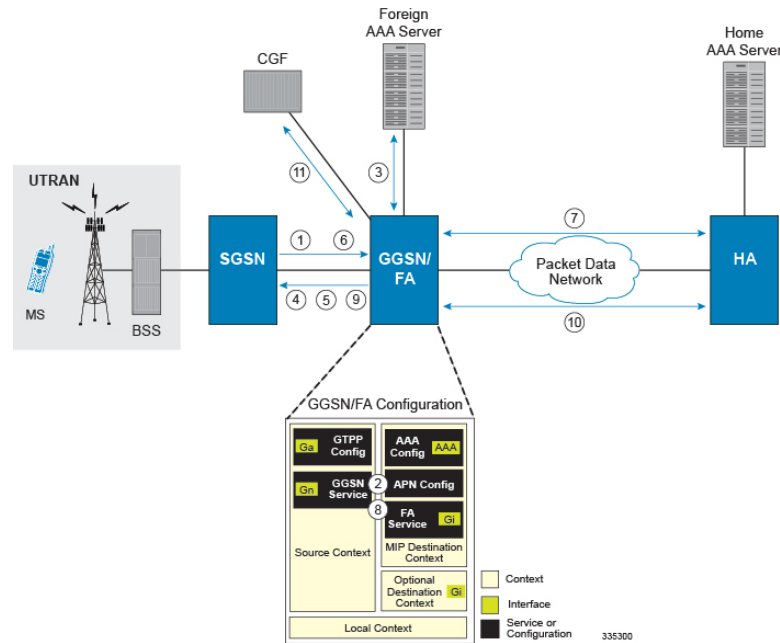 Foreign
AAA Server
Home
AAA Server
CGF
UTRAN
MS
BSS
SGSN
GGSN/
FA
Packet Data
Network
HA
11
3
1
6
4
5
9
7
10
GGSN/FA Configuration
Ga
GTPP
Config
AAA
Config
AAA
Gn
GGSN
Service
2
APN Config
8
FA
Service
Gi
Source Context
MIP Destination
Context
Optional
Destination
Context
Gi
Local Context
Context
Interface
Service or
Configuration
335300